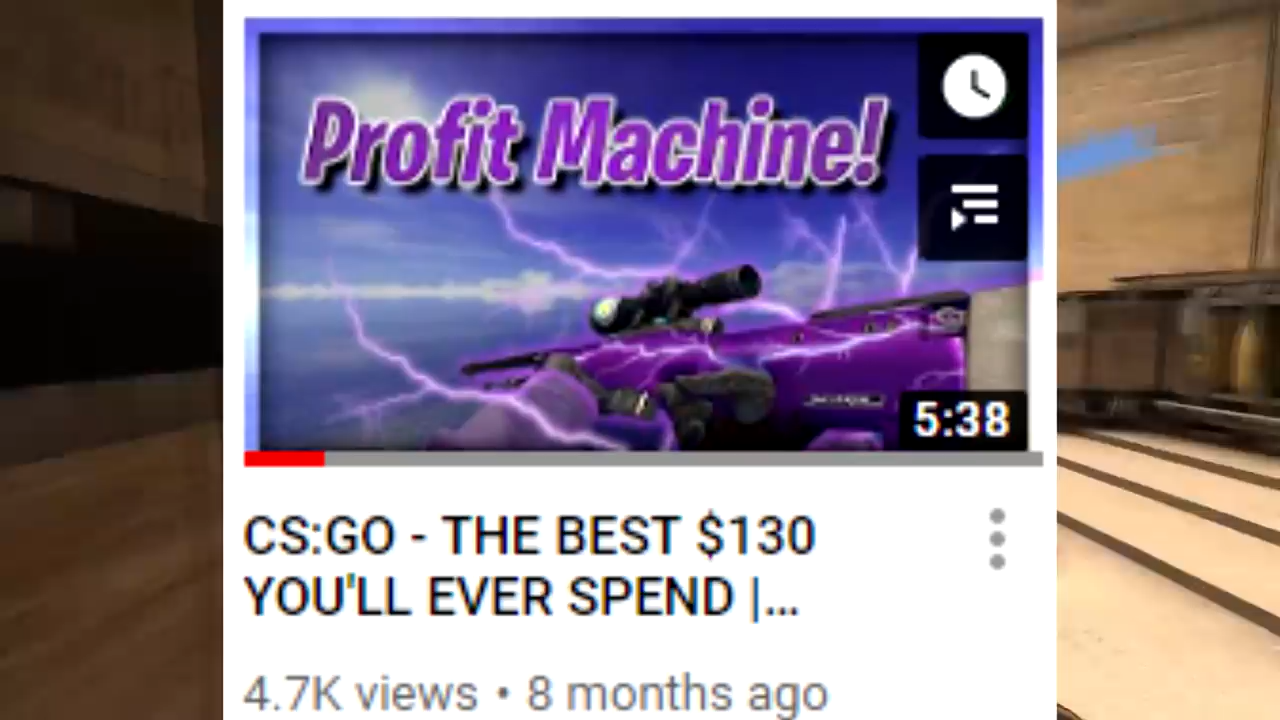 Profit Machine!
5:38
CS:GO - THE BEST $130
YOU'LL EVER SPEND |...
4.7K views • 8 months ago